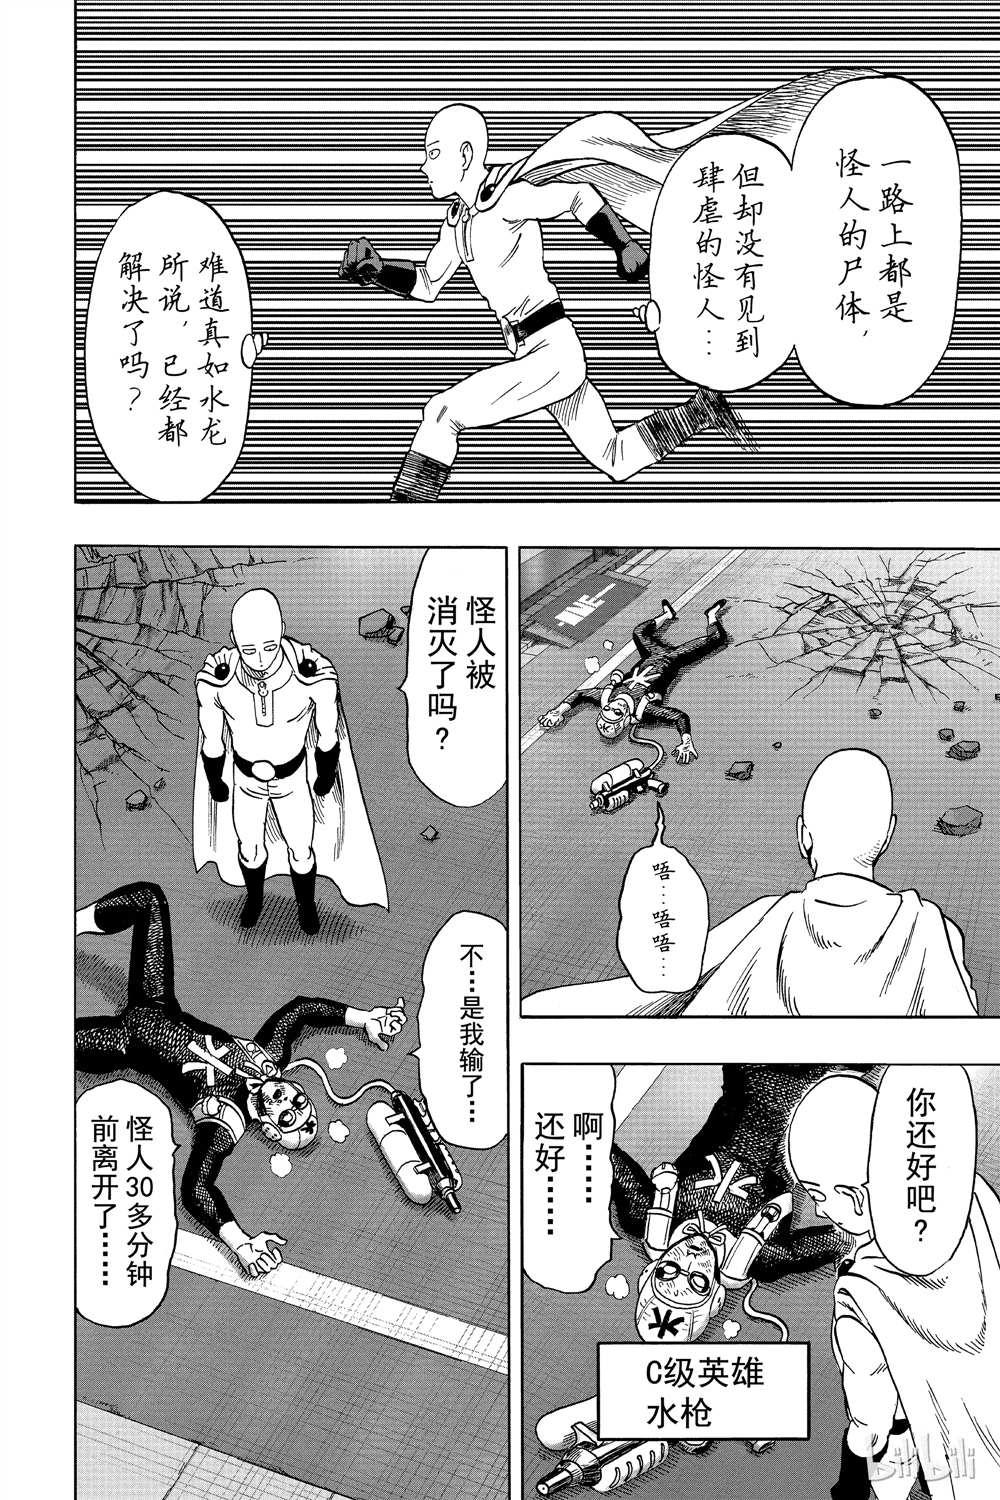 一路上都是
怪人的尸体，
但却没有见到
肆虐的怪人…
难道真如水龙
所说，已经都
解决了吗？
唔…唔唔…
你还好吧？
啊……
还好……
C级英雄
水枪
怪人被
消灭了吗？
不…是我输了…
怪人30多分钟
前离开了……
水
水
水
水
bilibili